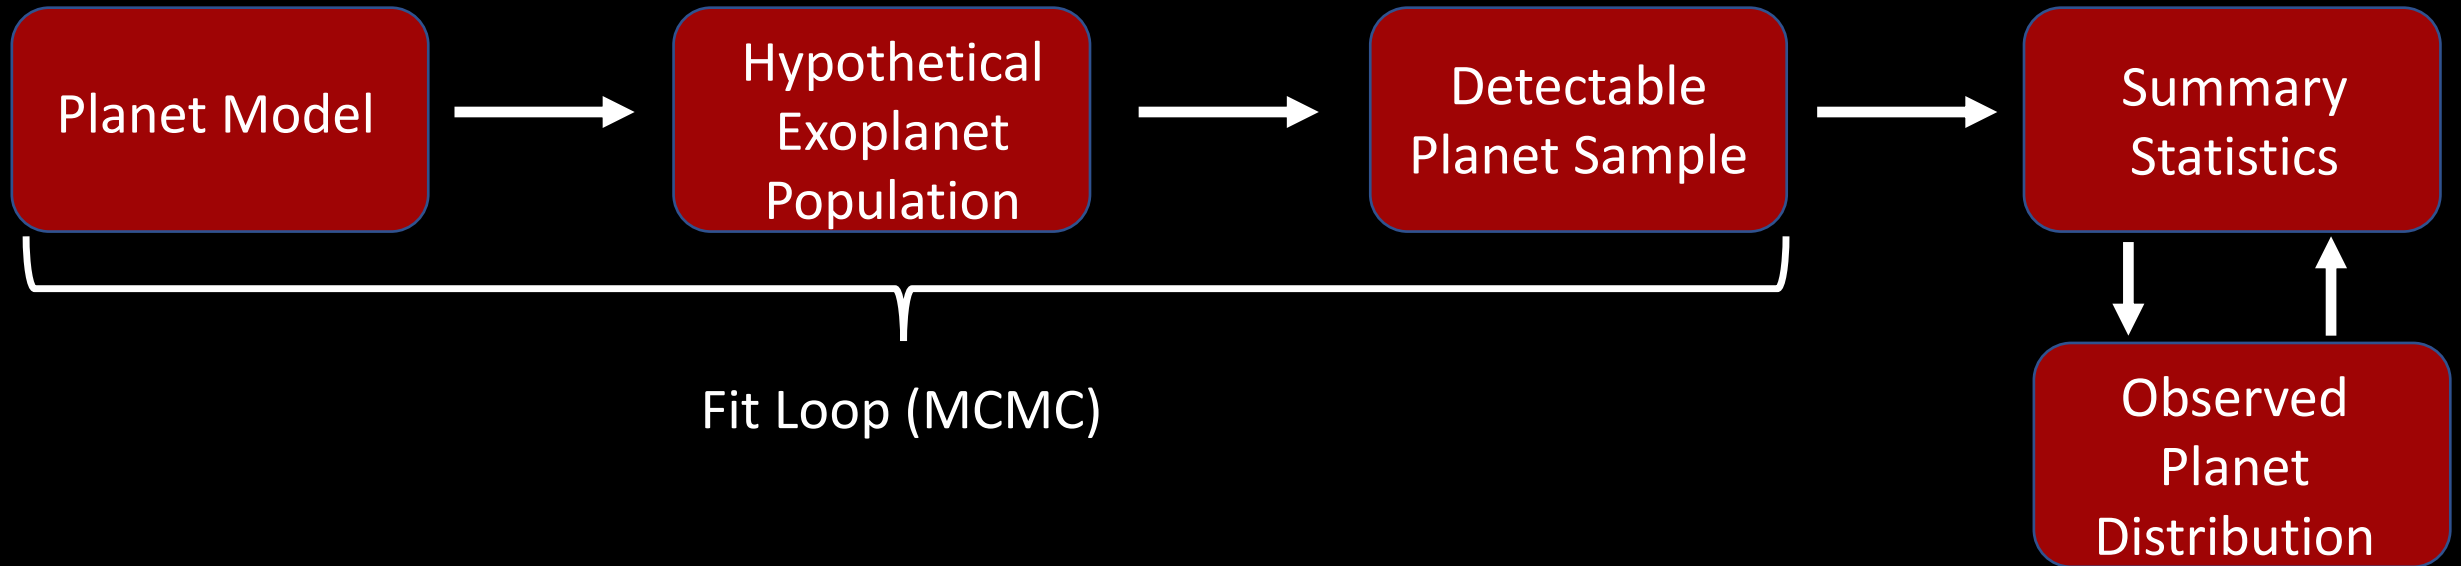 Planet Model
Hypothetical
Exoplanet
Population
Detectable
Planet Sample
Summary
Statistics
Fit Loop (MCMC)
Observed
Planet
Distribution